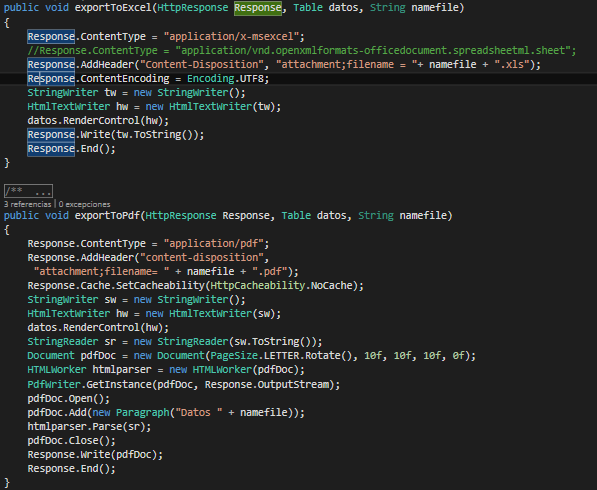 public void exportToExcel(HttpResponse Response, Table datos, String namefile)
{
Response.ContentType = "application/x-msexcel";
//Response.ContentType = "application/vnd.openxmlformats-officedocument.spreadsheetml.sheet";
Response.AddHeader("Content-Disposition", "attachment;filename = "+ namefile + ".xls");
Response.ContentEncoding = Encoding.UTF8;
StringWriter tw = new StringWriter();
HtmlTextWriter hw = new HtmlTextWriter(tw);
datos.RenderControl(hw);
Response.Write(tw.ToString());
Response.End();
}
/** ...
3 referencias | 0 excepciones
public void exportToPdf(HttpResponse Response, Table datos, String namefile)
{
Response.ContentType = "application/pdf";
Response.AddHeader("content-disposition",
"attachment;filename= " + namefile + ".pdf");
Response.Cache.SetCacheability(HttpCacheability.NoCache);
StringWriter sw = new StringWriter();
HtmlTextWriter hw = new HtmlTextWriter(sw);
datos.RenderControl(hw);
StringReader sr = new StringReader(sw.ToString());
Document pdfDoc = new Document(PageSize.LETTER.Rotate(), 10f, 10f, 10f, 0f);
HTMLWorker htmlparser = new HTMLWorker(pdfDoc);
PdfWriter.GetInstance(pdfDoc, Response.OutputStream);
pdfDoc.Open();
pdfDoc.Add(new Paragraph("Datos " + namefile));
htmlparser.Parse(sr);
pdfDoc.Close();
Response.Write(pdfDoc);
Response.End();
}